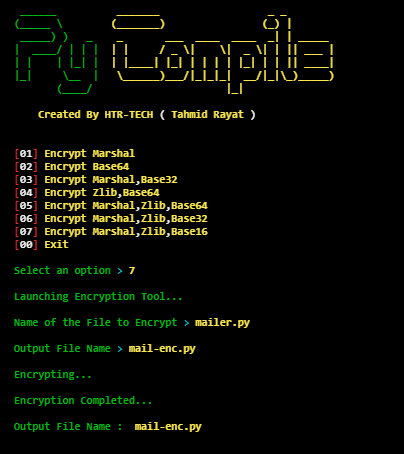 Py Compile
Created By HTR-TECH ( Tahmid Rayat )
[01] Encrypt Marshal
[02] Encrypt Base64
[03] Encrypt Marshal,Base32
[04] Encrypt Zlib,Base64
[05] Encrypt Marshal,Zlib,Base64
[06] Encrypt Marshal,Zlib,Base32
[07] Encrypt Marshal,Zlib,Base16
[00] Exit
Select an option > 7
Launching Encryption Tool...
Name of the File to Encrypt > mailer.py
Output File Name > mail-enc.py
Encrypting...
Encryption Completed...
Output File Name : mail-enc.py